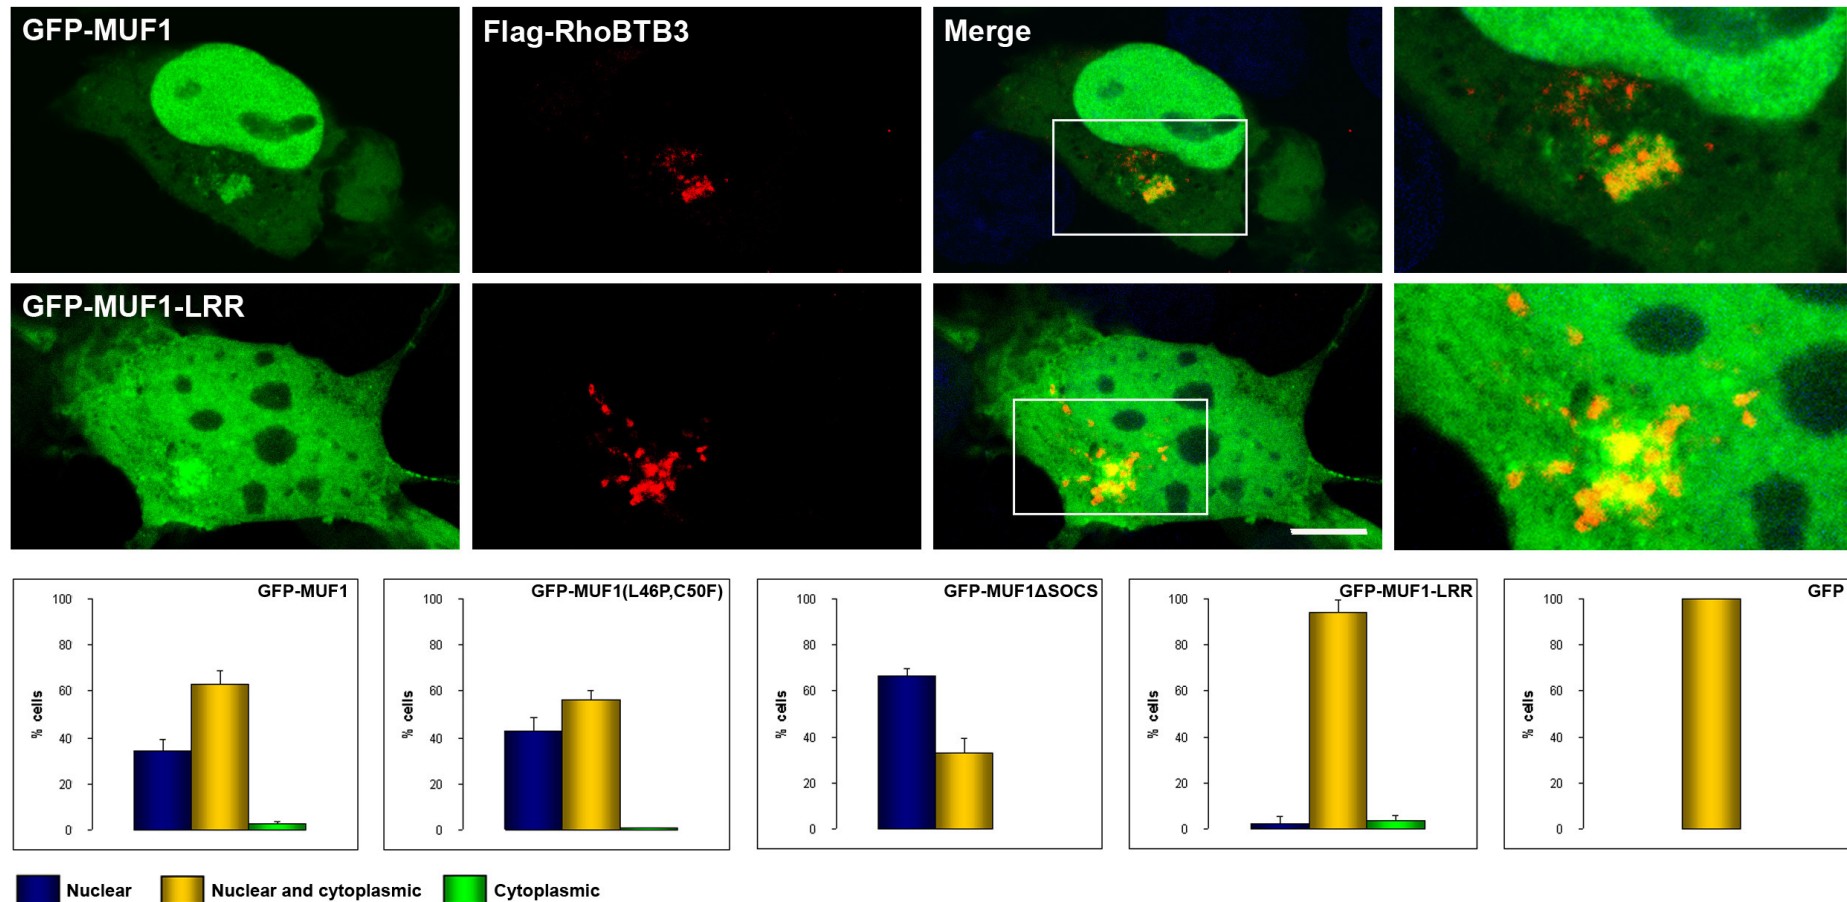 GFP-MUF1 Flag-RhoBTB3 Merge
GFP-MUF1-LRR
GFP-MUF1 GFP-MUF1(L46P,C50F) GFP-MUF1ΔSOCS GFP-MUF1-LRR GFP
100 100 100 100 100
80 80 80 80 80
60 60 60 60 60
% cells % cells % cells % cells % cells
40 40 40 40 40
20 20 20 20 20
0 0 0 0 0
Nuclear Nuclear and cytoplasmic Cytoplasmic